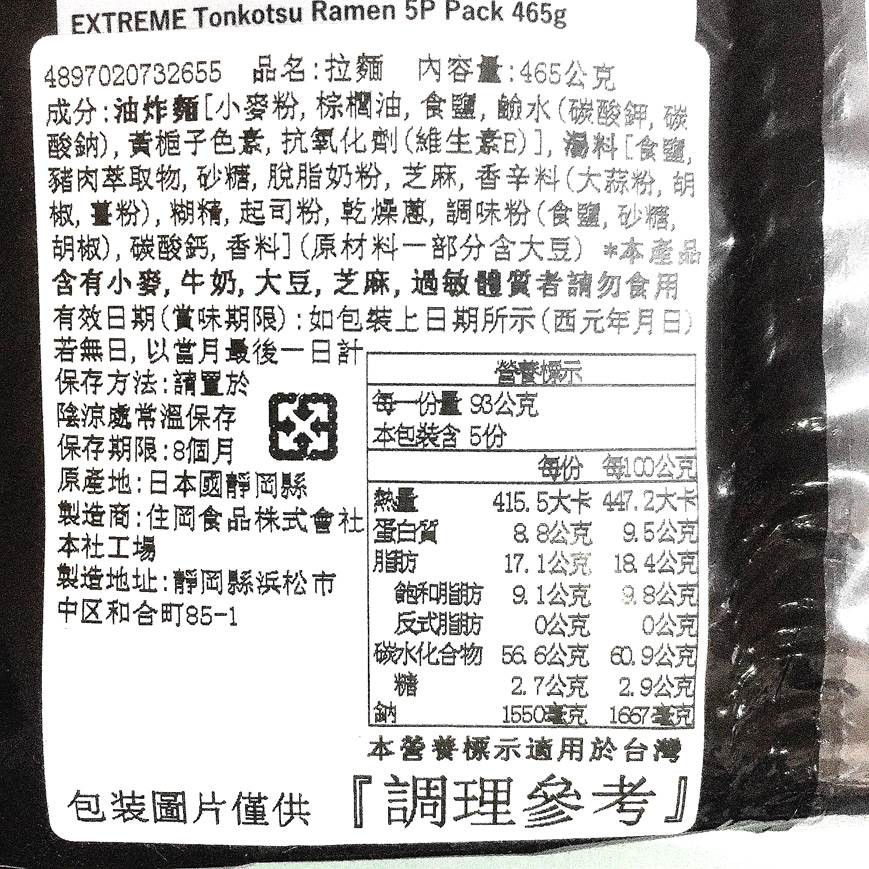 EXTREME Tonkotsu Ramen 5P Pack 465g
4897020732655 品名:拉麵 內容量:465公克
成分:油炸麵[小麥粉, 棕櫚油, 食鹽, 鹼水(碳酸鉀, 碳
酸鈉), 黃梔子色素, 抗氧化劑(維生素E)], 湯料[食鹽,
豬肉萃取物, 砂糖, 脫脂奶粉, 芝麻, 香辛料(大蒜粉, 胡
椒, 薑粉), 糊精, 起司粉, 乾燥蔥, 調味粉(食鹽, 砂糖,
胡椒), 碳酸鈣, 香料](原材料一部分含大豆) *本產品
含有小麥, 牛奶, 大豆, 芝麻, 過敏體質者請勿食用
有效日期(賞味期限):如包裝上日期所示(西元年月日)
若無日, 以當月最後一日計
保存方法:請置於
陰涼處常溫保存
保存期限:8個月
原產地:日本國靜岡縣
製造商:住岡食品株式會社
本社工場
製造地址:靜岡縣浜松市
中区和合町85-1
營養標示
每一份量 93公克
本包裝含 5份
每份 每100公克
熱量 415.5大卡 447.2大卡
蛋白質 8.8公克 9.5公克
脂肪 17.1公克 18.4公克
飽和脂肪 9.1公克 9.8公克
反式脂肪 0公克 0公克
碳水化合物 56.6公克 60.9公克
糖 2.7公克 2.9公克
鈉 1550毫克 1667毫克
本營養標示適用於台灣
包裝圖片僅供『調理參考』